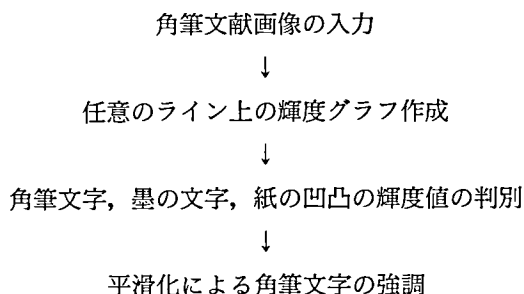 角筆文献画像の入力
↓
任意のライン上の輝度グラフ作成
↓
角筆文字，墨の文字，紙の凹凸の輝度値の判別
↓
平滑化による角筆文字の強調